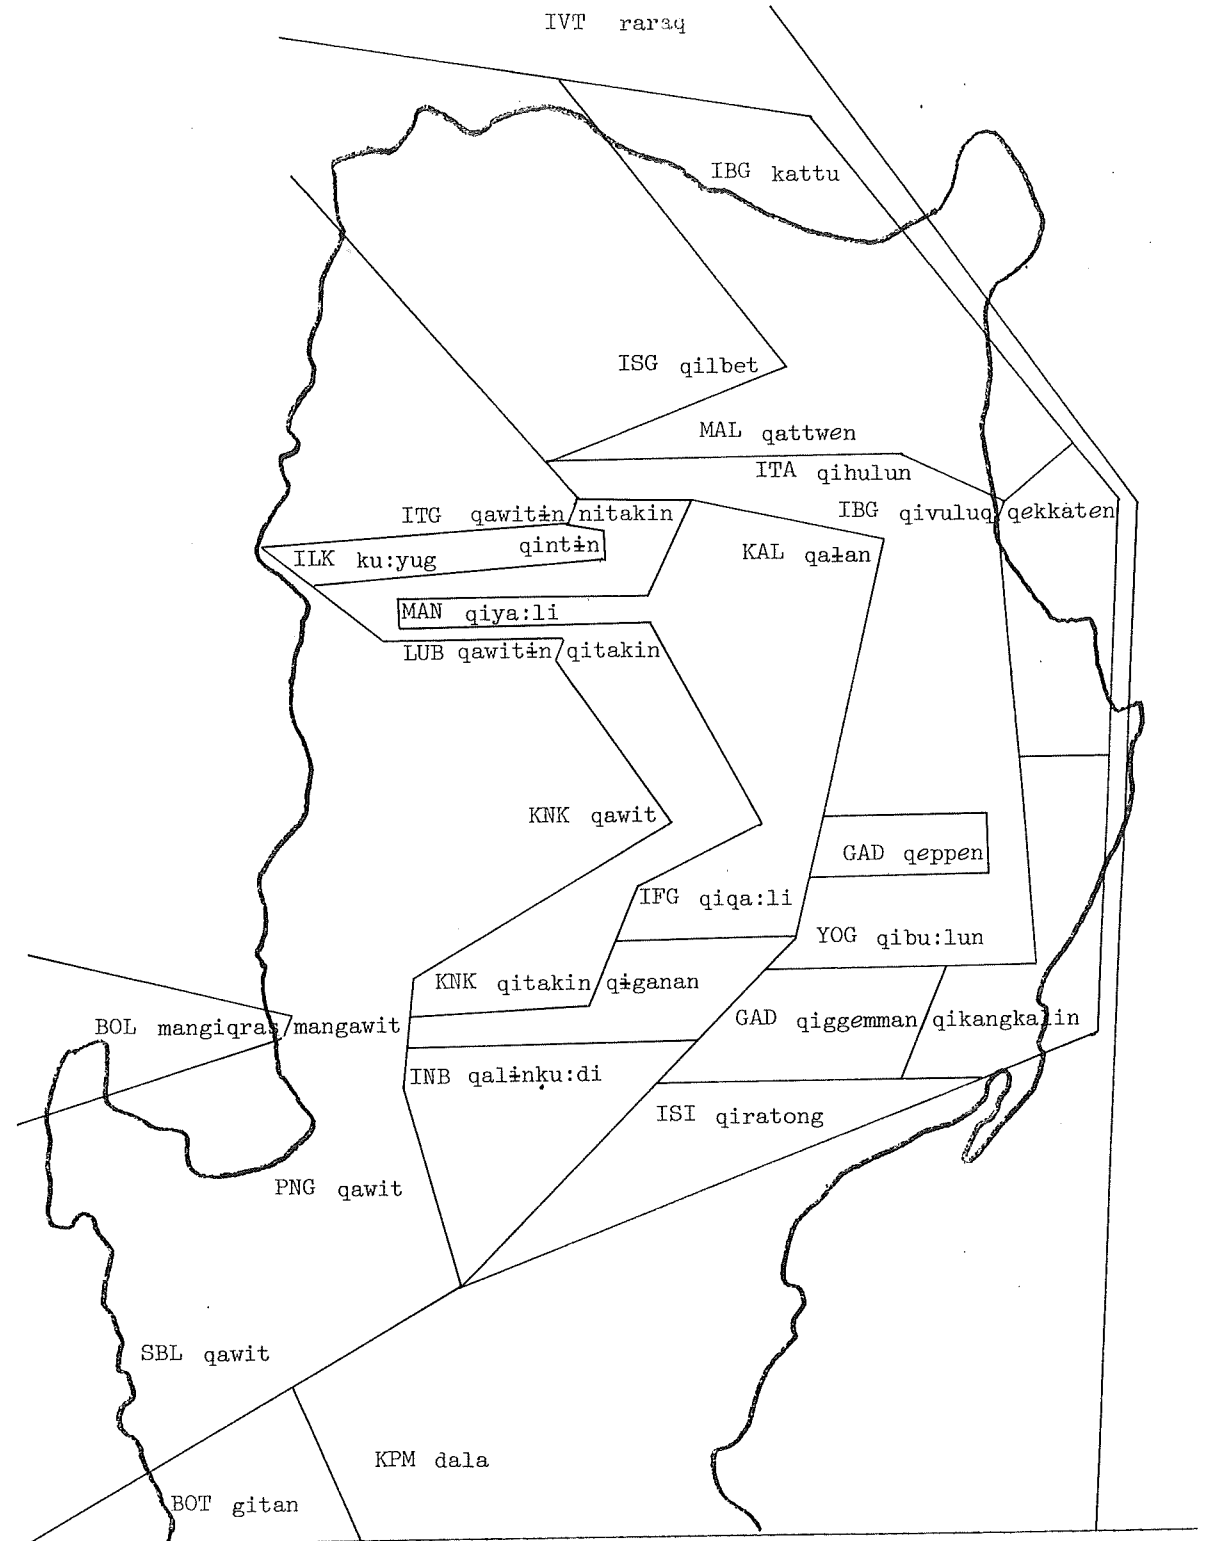 IVT raraq
IBG kattu
ISG qilbet
MAL qattwen
ITA qihulun
ITG qawitɨn/nitakin
IBG qivuluq/qekkaten
qintɨn
ILK ku:yug
KAL qaɫan
MAN qiya:li
LUB qawitɨn/qitakin
KNK qawit
GAD qeppen
IFG qiqa:li
YOG qibu:lun
KNK qitakin/qɨganan
BOL mangiqras/mangawit
GAD qiggemman/qikangkalin
INB qalɨnku:di
ISI qiratong
PNG qawit
SBL qawit
KPM dala
BOT gitan